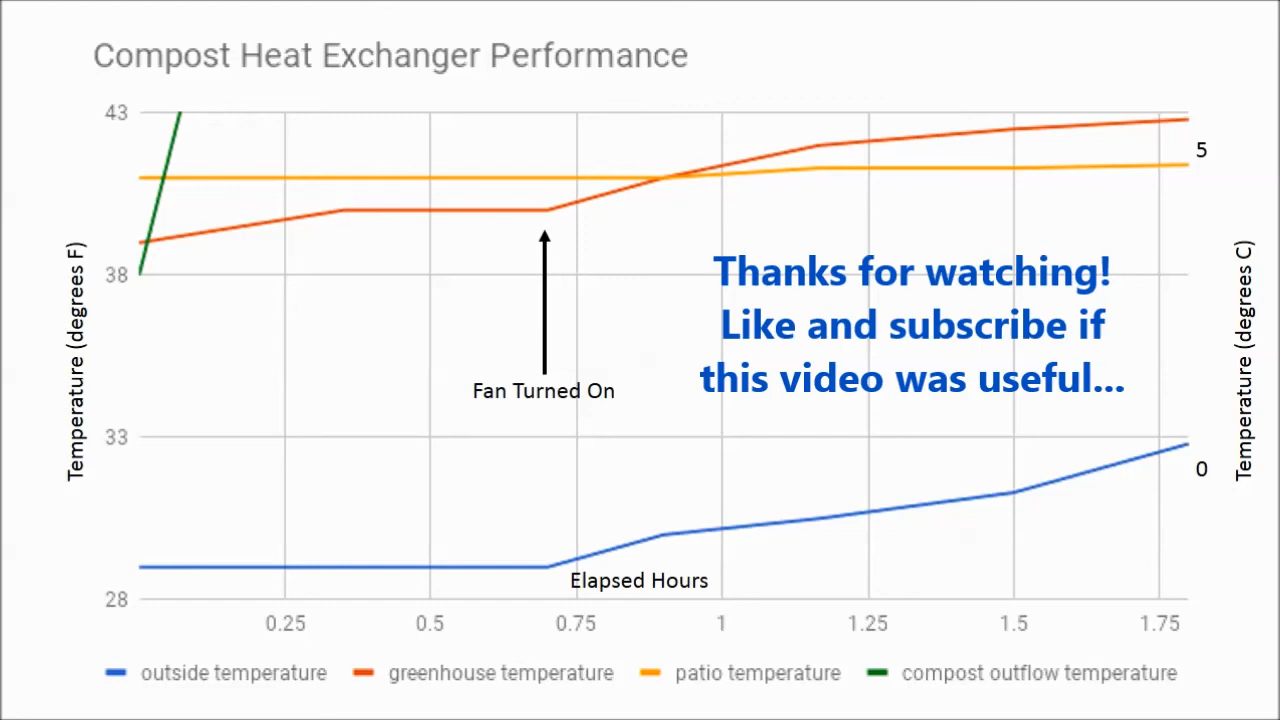 Compost Heat Exchanger Performance
43
5
Temperature (degrees F)
38
Temperature (degrees C)
Thanks for watching!
Like and subscribe if
this video was useful...
Fan Turned On
33
0
Elapsed Hours
28
0.25 0.5 0.75 1 1.25 1.5 1.75
outside temperature greenhouse temperature patio temperature compost outflow temperature